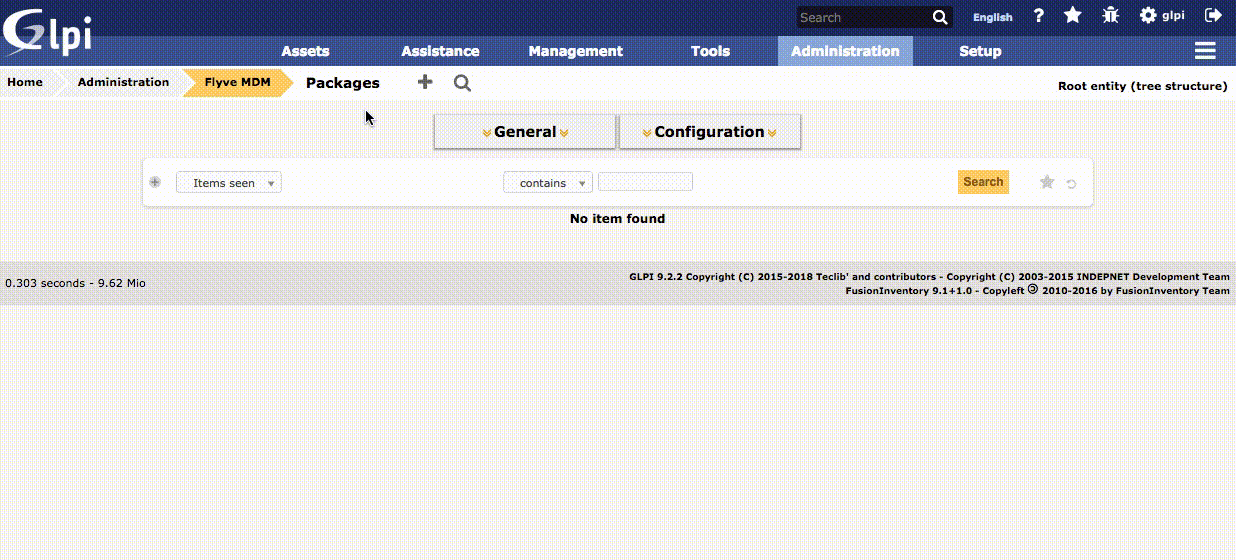 Glpi
Search English ? glpi
Assets Assistance Management Tools Administration Setup
Home Administration Flyve MDM Packages
Root entity (tree structure)
General Configuration
Items seen contains Search
No item found
0.303 seconds - 9.62 Mio
GLPI 9.2.2 Copyright (C) 2015-2018 Teclib' and contributors - Copyright (C) 2003-2015 INDEPNET Development Team
FusionInventory 9.1+1.0 - Copyleft 🄯 2010-2016 by FusionInventory Team